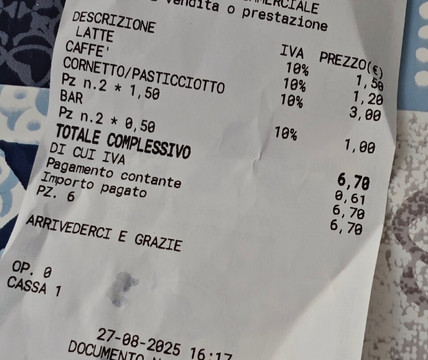 COMMERCIALE
vendita o prestazione
DESCRIZIONE IVA PREZZO(€)
LATTE 10% 1,50
CAFFE' 10% 1,20
CORNETTO/PASTICCIOTTO 10% 3,00
Pz n.2 * 1,50
BAR 10% 1,00
Pz n.2 * 0,50
TOTALE COMPLESSIVO 6,70
DI CUI IVA 0,61
Pagamento contante 6,70
Importo pagato 6,70
PZ. 6
ARRIVEDERCI E GRAZIE
OP. 0
CASSA 1
27-08-2025 16:17
DOCUMENTO